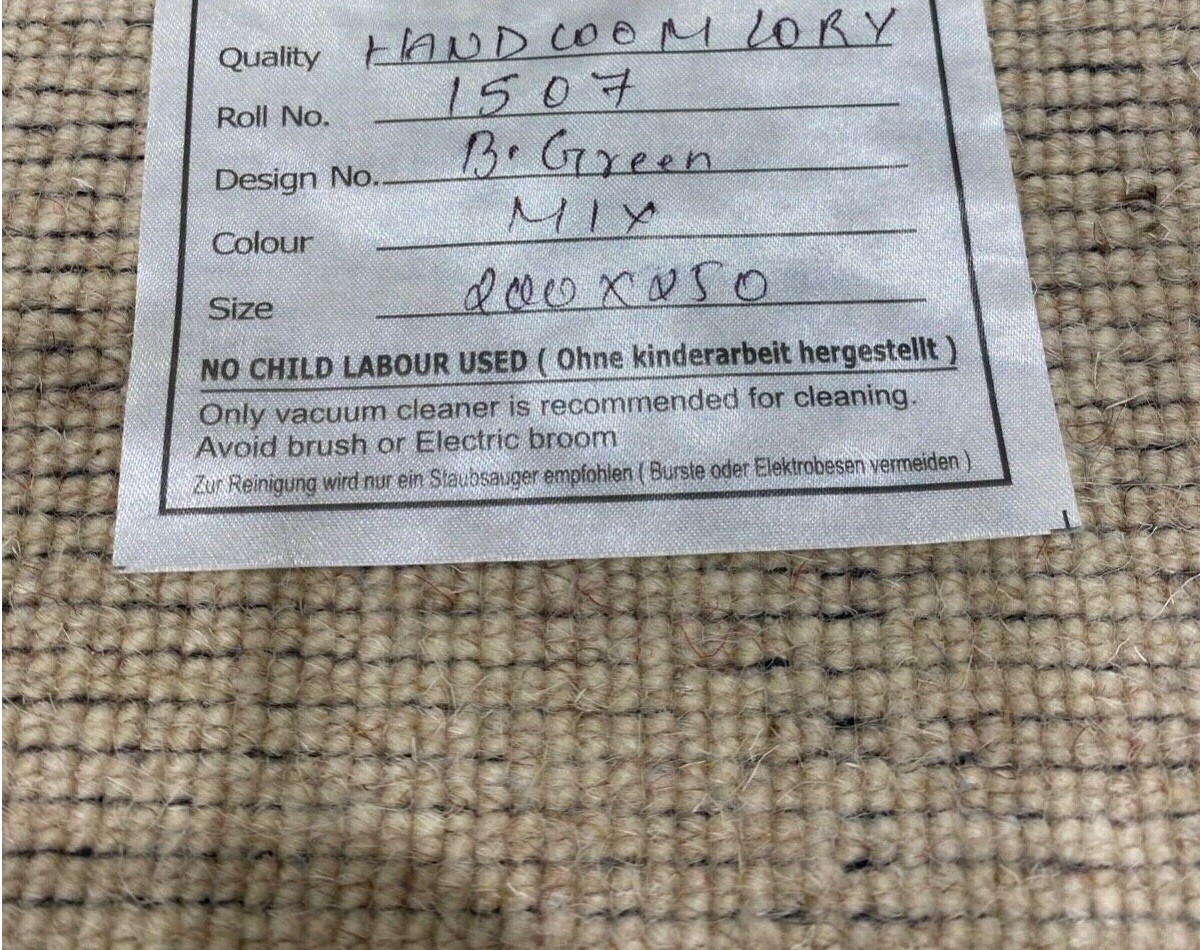 Quality HANDLOOM LORY
Roll No. 1507
Design No. B. Green
Colour MIX
Size 200 X 250
NO CHILD LABOUR USED ( Ohne kinderarbeit hergestellt )
Only vacuum cleaner is recommended for cleaning.
Avoid brush or Electric broom
Zur Reinigung wird nur ein Staubsauger empfohlen ( Burste oder Elektrobesen vermeiden )